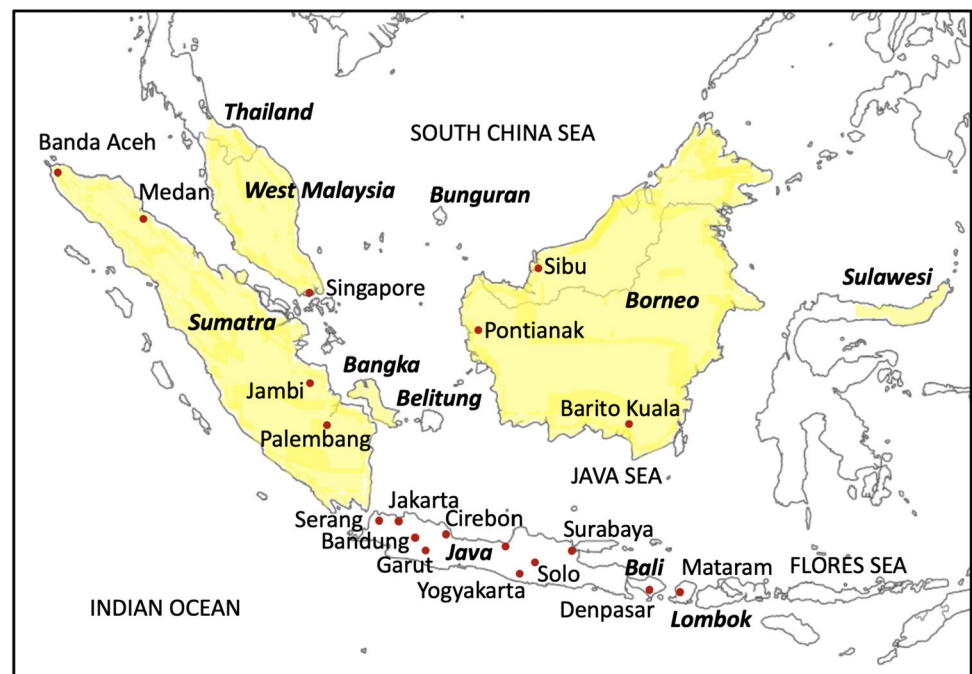 Thailand
Banda Aceh
SOUTH CHINA SEA
Medan
West Malaysia
Bunguran
Sibu
Sulawesi
Singapore
Borneo
Sumatra
Pontianak
Bangka
Jambi
Belitung
Barito Kuala
Palembang
JAVA SEA
Jakarta
Serang
Cirebon
Surabaya
Bandung
Java
Garut
Solo
Bali
Mataram
FLORES SEA
Yogyakarta
INDIAN OCEAN
Denpasar
Lombok